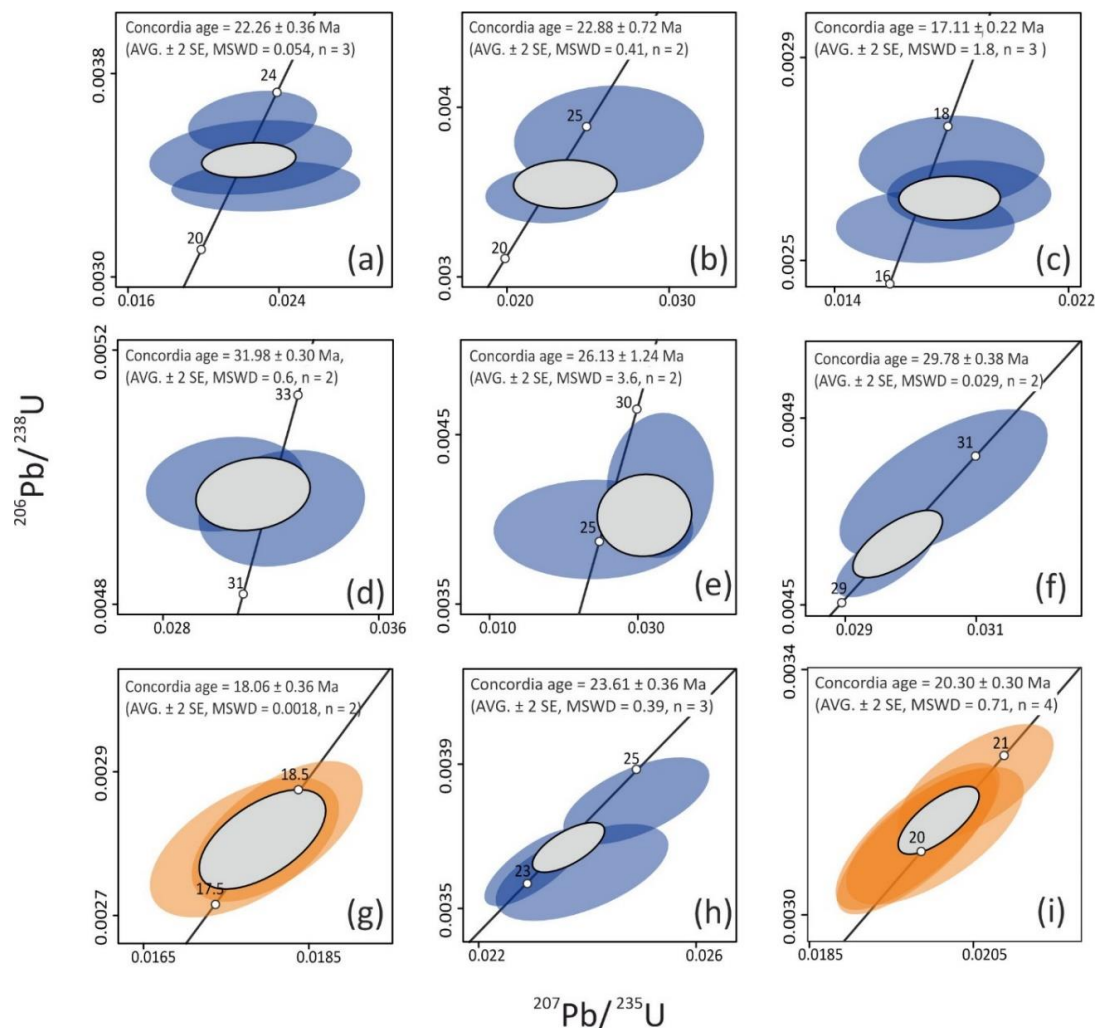 Concordia age = 22.26 ± 0.36 Ma
(AVG. ± 2 SE, MSWD = 0.054, n = 3)
0.0038
24
20
0.0030
(a)
0.016
0.024
Concordia age = 22.88 ± 0.72 Ma
(AVG. ± 2 SE, MSWD = 0.41, n = 2)
0.004
25
20
0.003
(b)
0.020
0.030
Concordia age = 17.11 ± 0.22 Ma
(AVG. ± 2 SE, MSWD = 1.8, n = 3 )
0.0029
18
0.0025
16
(c)
0.014
0.022
206Pb/238U
Concordia age = 31.98 ± 0.30 Ma,
(AVG. ± 2 SE, MSWD = 0.6, n = 2)
0.0052
33
31
0.0048
(d)
0.028
0.036
Concordia age = 26.13 ± 1.24 Ma
(AVG. ± 2 SE, MSWD = 3.6, n = 2)
30
0.0045
25
0.0035
(e)
0.010
0.030
Concordia age = 29.78 ± 0.38 Ma
(AVG. ± 2 SE, MSWD = 0.029, n = 2)
0.0049
31
29
0.0045
(f)
0.029
0.031
Concordia age = 18.06 ± 0.36 Ma
(AVG. ± 2 SE, MSWD = 0.0018, n = 2)
0.0029
18.5
17.5
0.0027
(g)
0.0165
0.0185
Concordia age = 23.61 ± 0.36 Ma
(AVG. ± 2 SE, MSWD = 0.39, n = 3)
0.0039
25
23
0.0035
(h)
0.022
0.026
0.0034
Concordia age = 20.30 ± 0.30 Ma
(AVG. ± 2 SE, MSWD = 0.71, n = 4)
21
20
0.0030
(i)
0.0185
0.0205
207Pb/235U